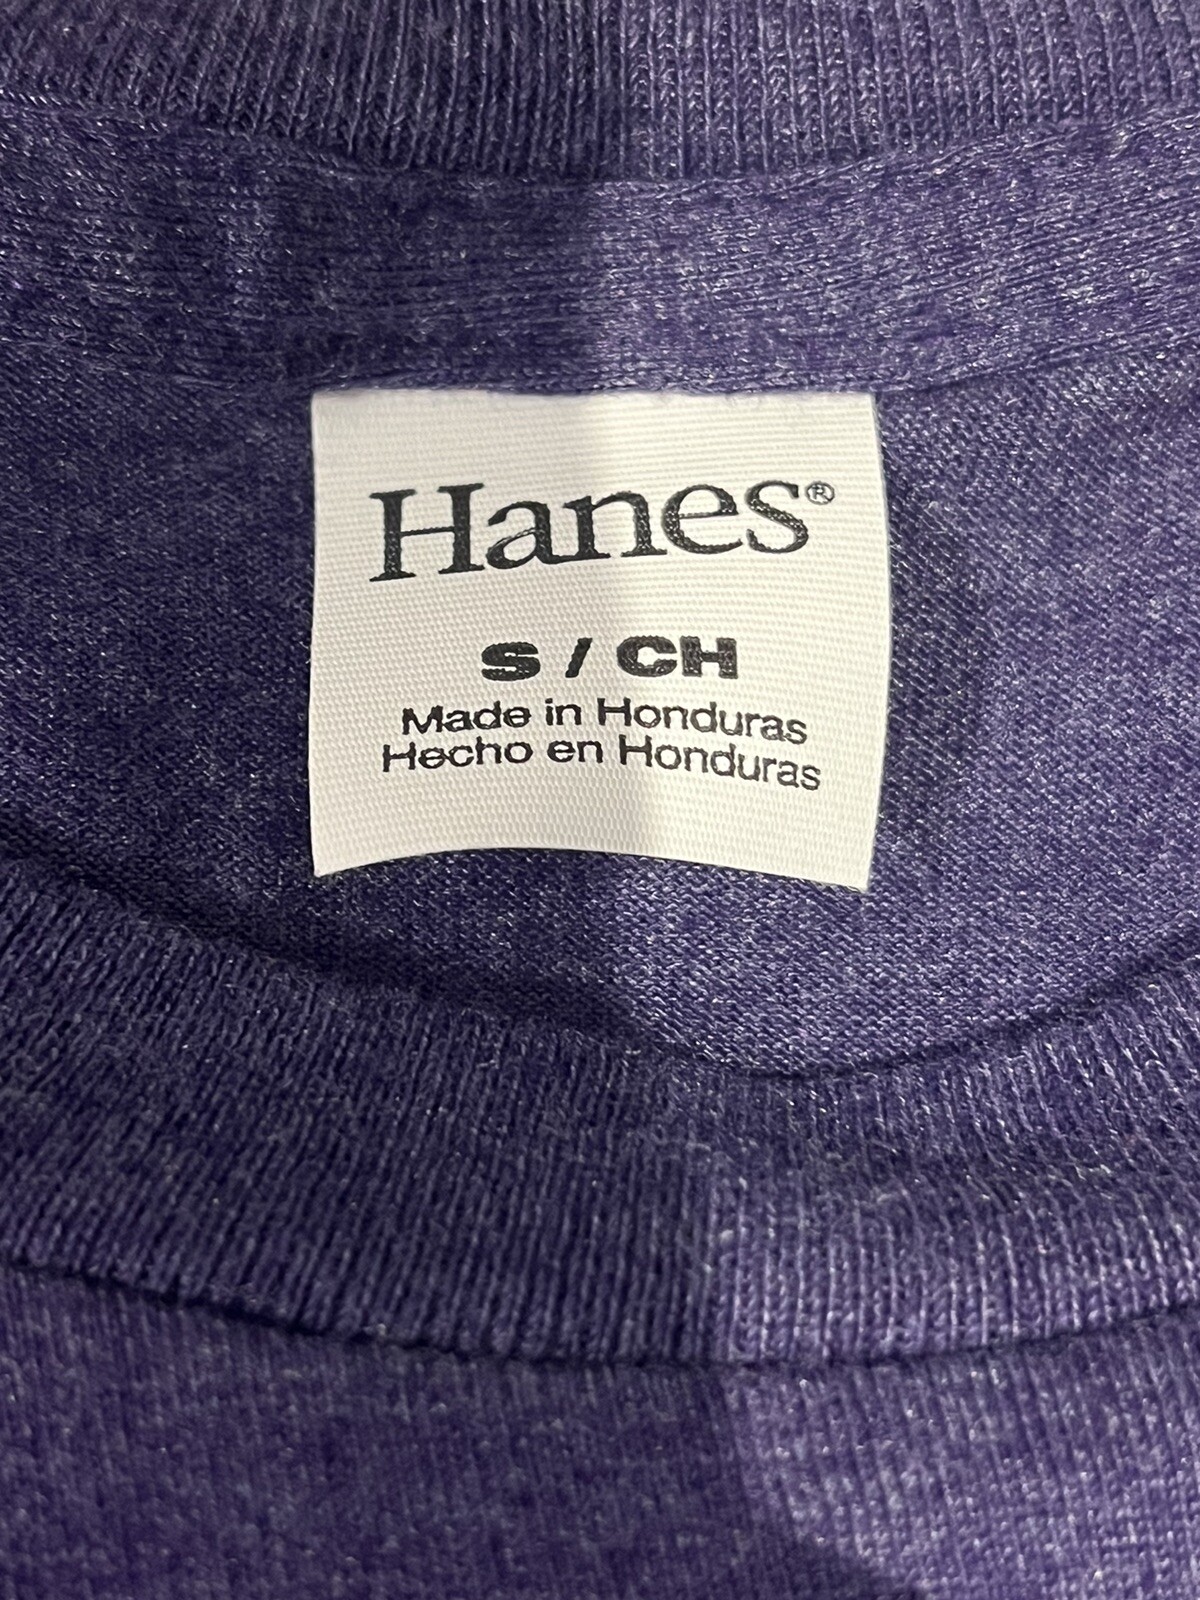 Hanes®
S / CH
Made in Honduras
Hecho en Honduras